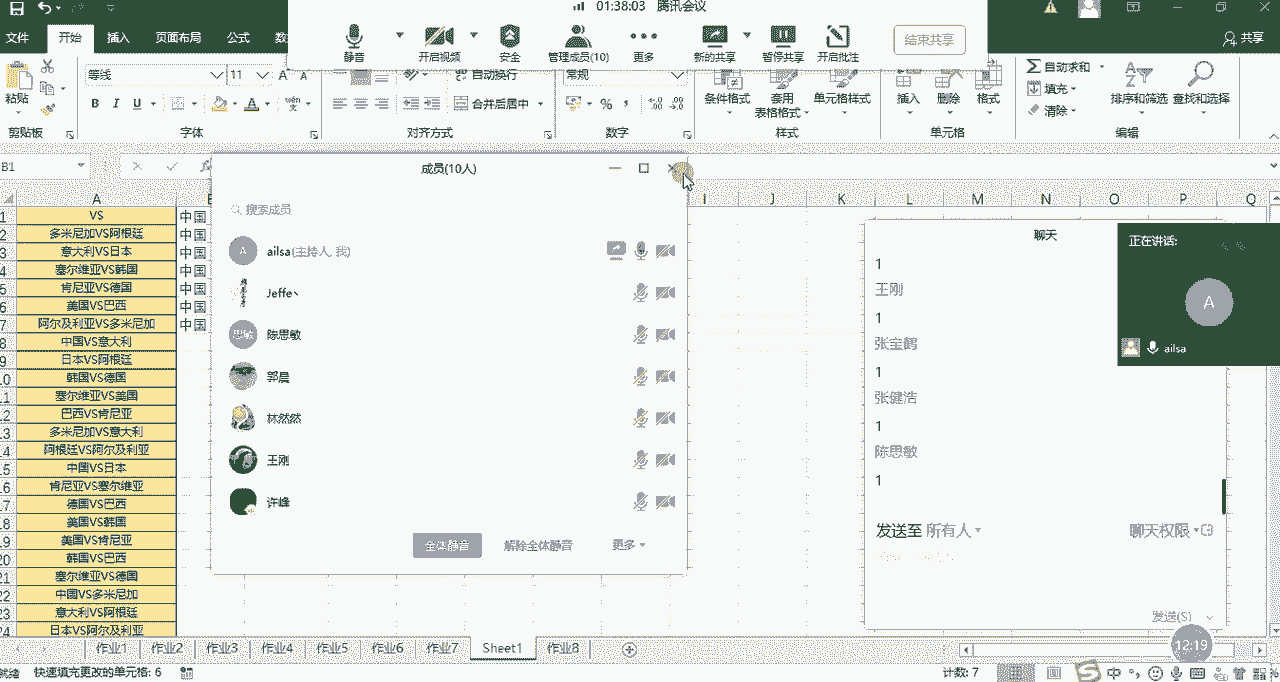 01:38:03 腾讯会议
文件 开始 插入 页面布局 公式 数
静音 开启视频 安全 管理成员(10) 更多 新的共享 暂停共享 开启批注 结束共享
共享
粘贴
等线 11
B I U
自动换行
合并后居中
常规
条件格式 套用
表格格式 单元格样式
插入 删除 格式
自动求和
填充
清除
排序和筛选 查找和选择
剪贴板 字体 对齐方式 数字 样式 单元格 编辑
B1
A I J K L M N O P Q
1 VS 中国
2 多米尼加VS阿根廷 中国
3 意大利VS日本 中国
4 塞尔维亚VS韩国 中国
5 肯尼亚VS德国 中国
6 美国VS巴西 中国
7 阿尔及利亚VS多米尼加 中国
8 中国VS意大利
9 日本VS阿根廷
10 韩国VS德国
11 塞尔维亚VS美国
12 巴西VS肯尼亚
13 多米尼加VS意大利
14 阿根廷VS阿尔及利亚
15 中国VS日本
16 肯尼亚VS塞尔维亚
17 德国VS巴西
18 美国VS韩国
19 美国VS肯尼亚
20 韩国VS巴西
21 塞尔维亚VS德国
22 中国VS多米尼加
23 意大利VS阿根廷
24 日本VS阿尔及利亚
成员(10人)
搜索成员
A ailsa(主持人, 我)
Jeffe丶
思敏 陈思敏
郭晨
林然然
王刚
许峰
全体静音 解除全体静音 更多
聊天
1
王刚
1
张宝鹤
1
张健浩
1
陈思敏
1
发送至 所有人 聊天权限
发送(S)
正在讲话:
A
ailsa
12:19
作业1 作业2 作业3 作业4 作业5 作业6 作业7 Sheet1 作业8
就绪 快速填充更改的单元格: 6 计数: 7
中